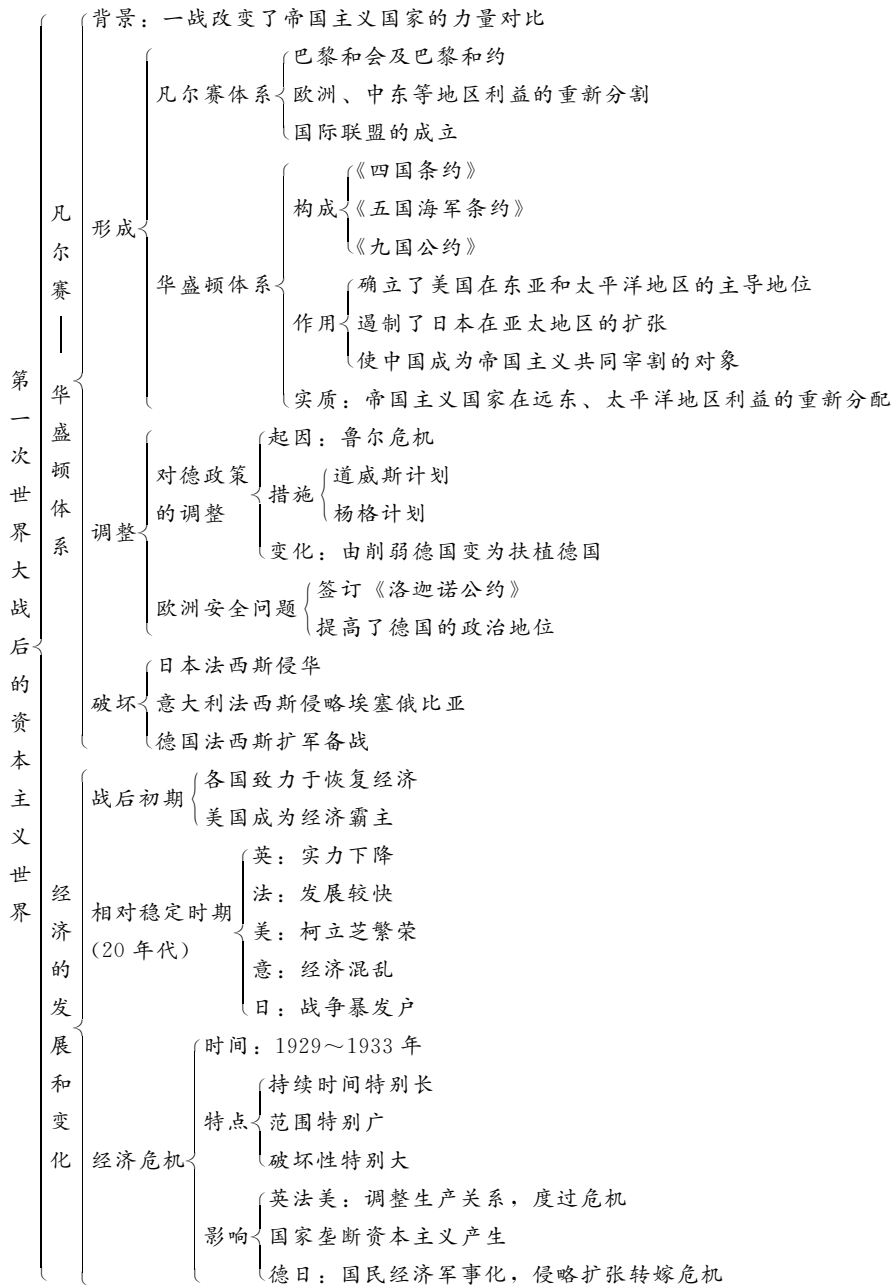 第一次世界大战后的资本主义世界
凡尔赛—华盛顿体系
背景：一战改变了帝国主义国家的力量对比
形成
凡尔赛体系
巴黎和会及巴黎和约
欧洲、中东等地区利益的重新分割
国际联盟的成立
华盛顿体系
构成
《四国条约》
《五国海军条约》
《九国公约》
作用
确立了美国在东亚和太平洋地区的主导地位
遏制了日本在亚太地区的扩张
使中国成为帝国主义共同宰割的对象
实质：帝国主义国家在远东、太平洋地区利益的重新分配
调整
对德政策
的调整
起因：鲁尔危机
措施
道威斯计划
杨格计划
变化：由削弱德国变为扶植德国
欧洲安全问题
签订《洛迦诺公约》
提高了德国的政治地位
破坏
日本法西斯侵华
意大利法西斯侵略埃塞俄比亚
德国法西斯扩军备战
经济的发展和变化
战后初期
各国致力于恢复经济
美国成为经济霸主
相对稳定时期
(20 年代)
英：实力下降
法：发展较快
美：柯立芝繁荣
意：经济混乱
日：战争暴发户
经济危机
时间：1929～1933 年
特点
持续时间特别长
范围特别广
破坏性特别大
影响
英法美：调整生产关系，度过危机
国家垄断资本主义产生
德日：国民经济军事化，侵略扩张转嫁危机